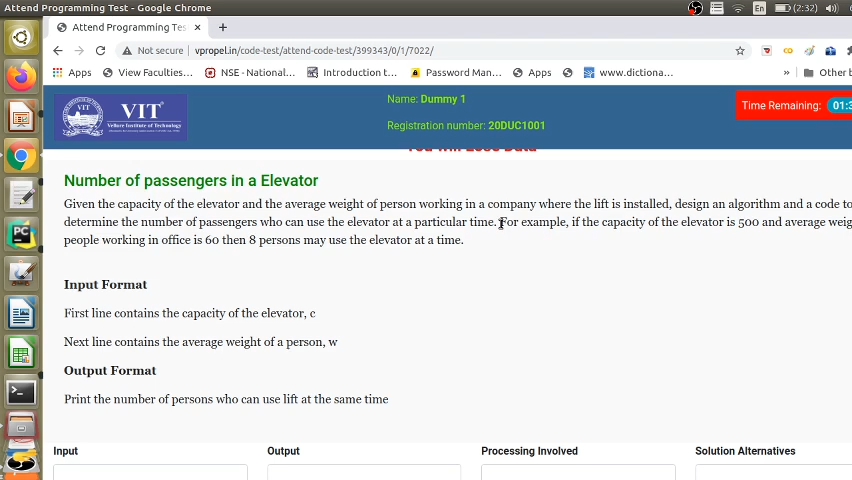 Attend Programming Test - Google Chrome
En
(2:32)
Attend Programming Tes
Not secure
vpropel.in/code-test/attend-code-test/399343/0/1/7022/
Apps
View Faculties...
NSE - National...
Introduction t...
Password Man...
Apps
www.dictiona...
»
Other b
VIT
VIT®
Vellore Institute of Technology
Name: Dummy 1
Registration number: 20DUC1001
Time Remaining:
01:3
You Will Lose Data
Number of passengers in a Elevator
Given the capacity of the elevator and the average weight of person working in a company where the lift is installed, design an algorithm and a code to
determine the number of passengers who can use the elevator at a particular time. For example, if the capacity of the elevator is 500 and average weig
people working in office is 60 then 8 persons may use the elevator at a time.
Input Format
First line contains the capacity of the elevator, c
Next line contains the average weight of a person, w
Output Format
Print the number of persons who can use lift at the same time
Input
Output
Processing Involved
Solution Alternatives